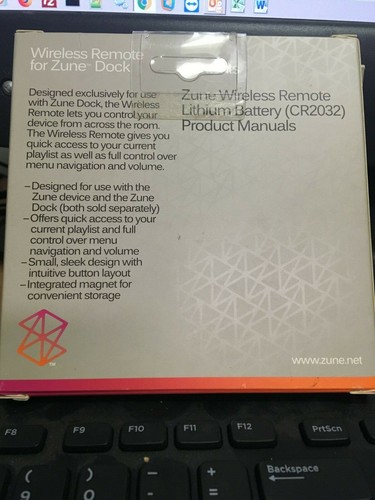 Wireless Remote
for Zune™ Dock
Designed exclusively for use
with Zune Dock, the Wireless
Remote lets you control your
device from across the room.
The Wireless Remote gives you
quick access to your current
playlist as well as full control over
menu navigation and volume.
–Designed for use with the
Zune device and the Zune
Dock (both sold separately)
–Offers quick access to your
current playlist and full
control over menu
navigation and volume
–Small, sleek design with
intuitive button layout
–Integrated magnet for
convenient storage
Zune Wireless Remote
Lithium Battery (CR2032)
Product Manuals
™
www.zune.net
F8
F9
F10
F11
F12
PrtScn
(
9
)
0
–
-
+
=
Backspace